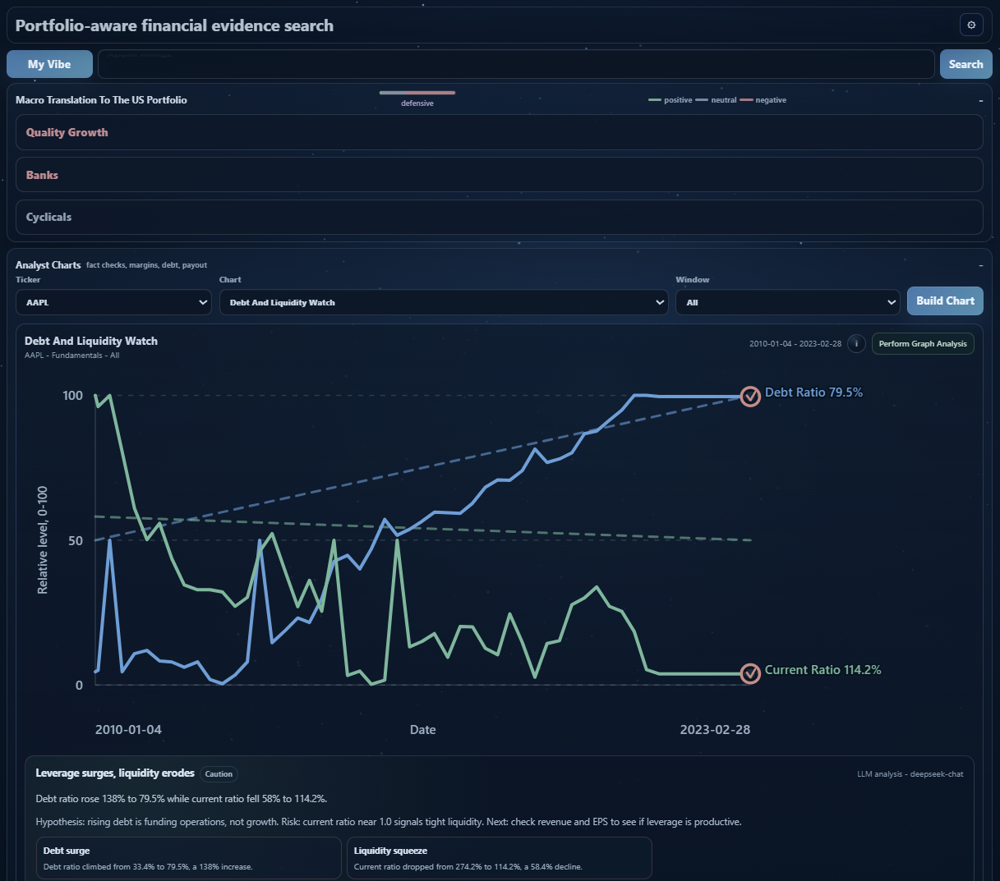 Portfolio-aware financial evidence search
My Vibe
Search
Macro Translation To The US Portfolio
defensive
positive neutral negative
-
Quality Growth
Banks
Cyclicals
Analyst Charts fact checks, margins, debt, payout
-
Ticker Chart Window
AAPL Debt And Liquidity Watch All Build Chart
Debt And Liquidity Watch
AAPL - Fundamentals - All
2010-01-04 - 2023-02-28 i Perform Graph Analysis
100
Debt Ratio 79.5%
Relative level, 0-100
50
Current Ratio 114.2%
0
2010-01-04 Date 2023-02-28
Leverage surges, liquidity erodes Caution LLM analysis - deepseek-chat
Debt ratio rose 138% to 79.5% while current ratio fell 58% to 114.2%.
Hypothesis: rising debt is funding operations, not growth. Risk: current ratio near 1.0 signals tight liquidity. Next: check revenue and EPS to see if leverage is productive.
Debt surge
Debt ratio climbed from 33.4% to 79.5%, a 138% increase.
Liquidity squeeze
Current ratio dropped from 274.2% to 114.2%, a 58.4% decline.